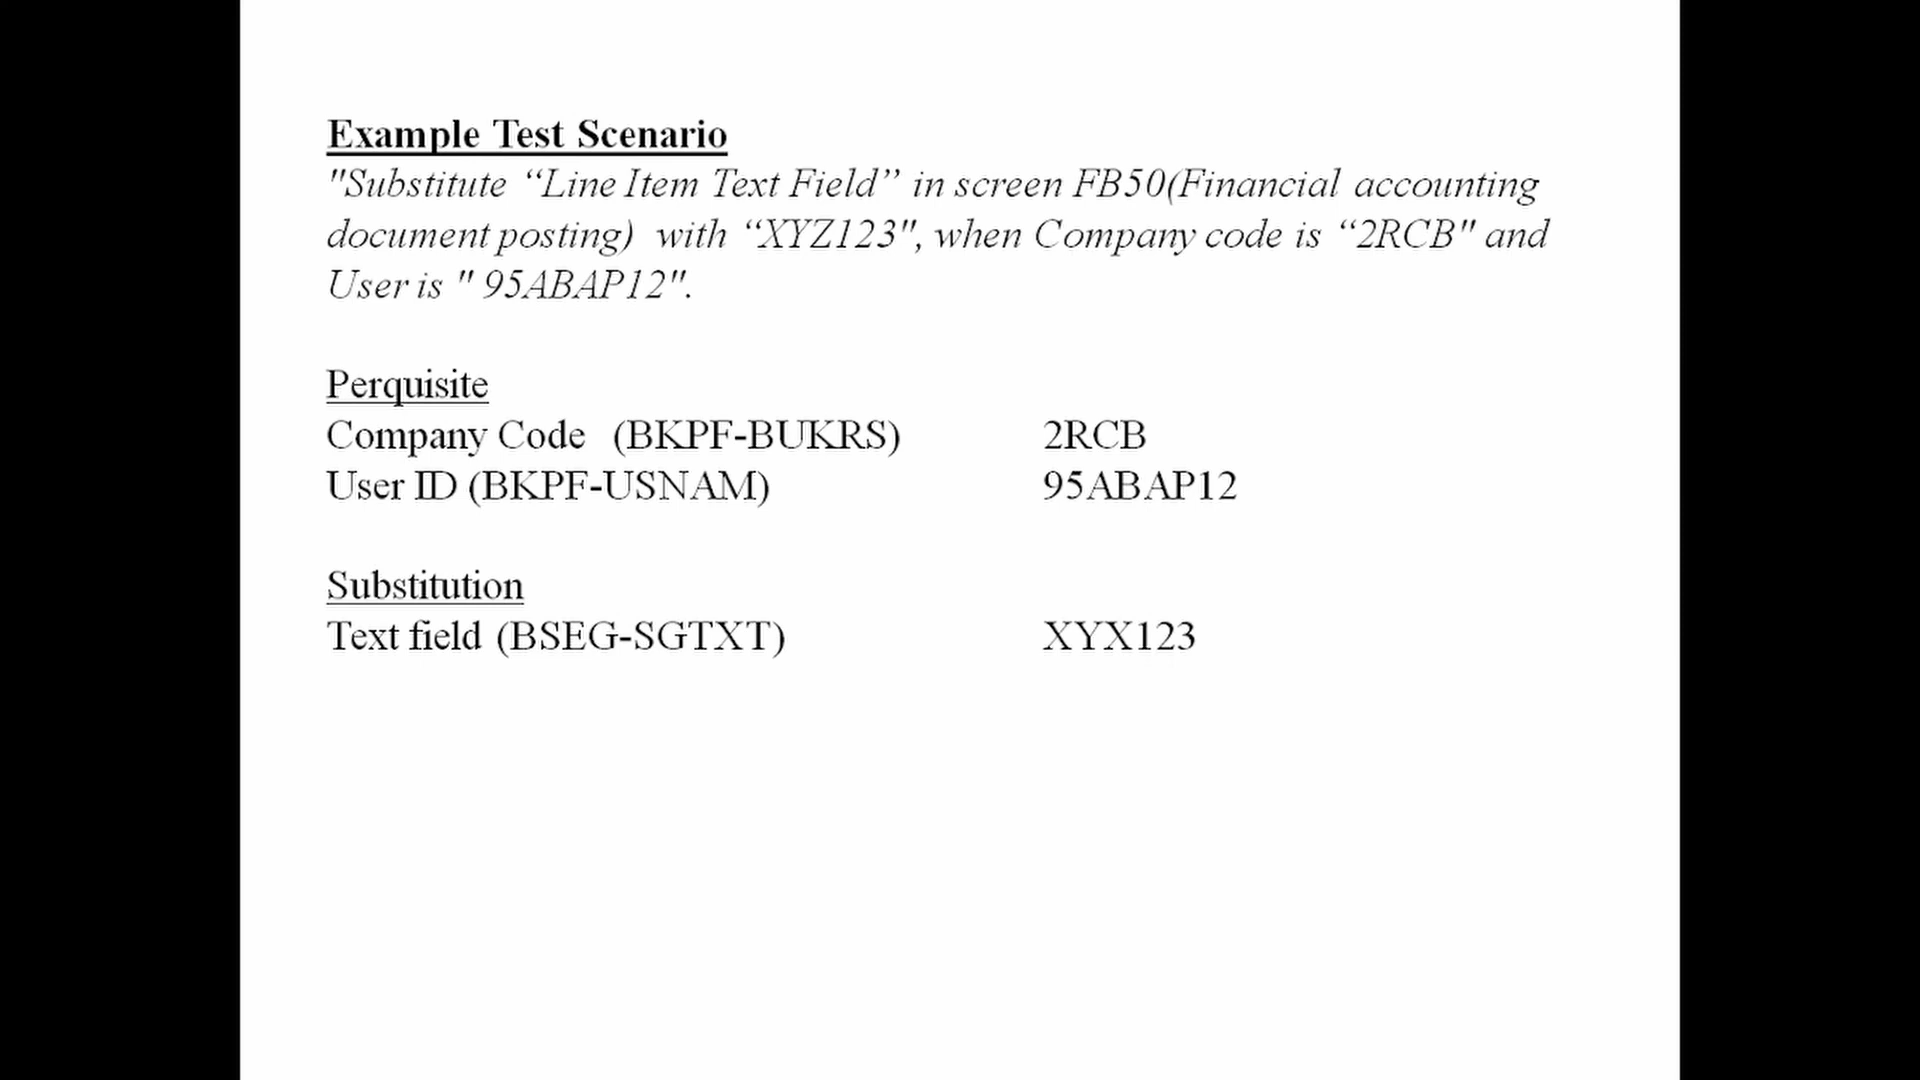 Example Test Scenario
"Substitute “Line Item Text Field” in screen FB50(Financial accounting
document posting)  with “XYZ123", when Company code is “2RCB" and
User is " 95ABAP12".
Perquisite
Company Code (BKPF-BUKRS) 2RCB
User ID (BKPF-USNAM) 95ABAP12
Substitution
Text field (BSEG-SGTXT) XYX123